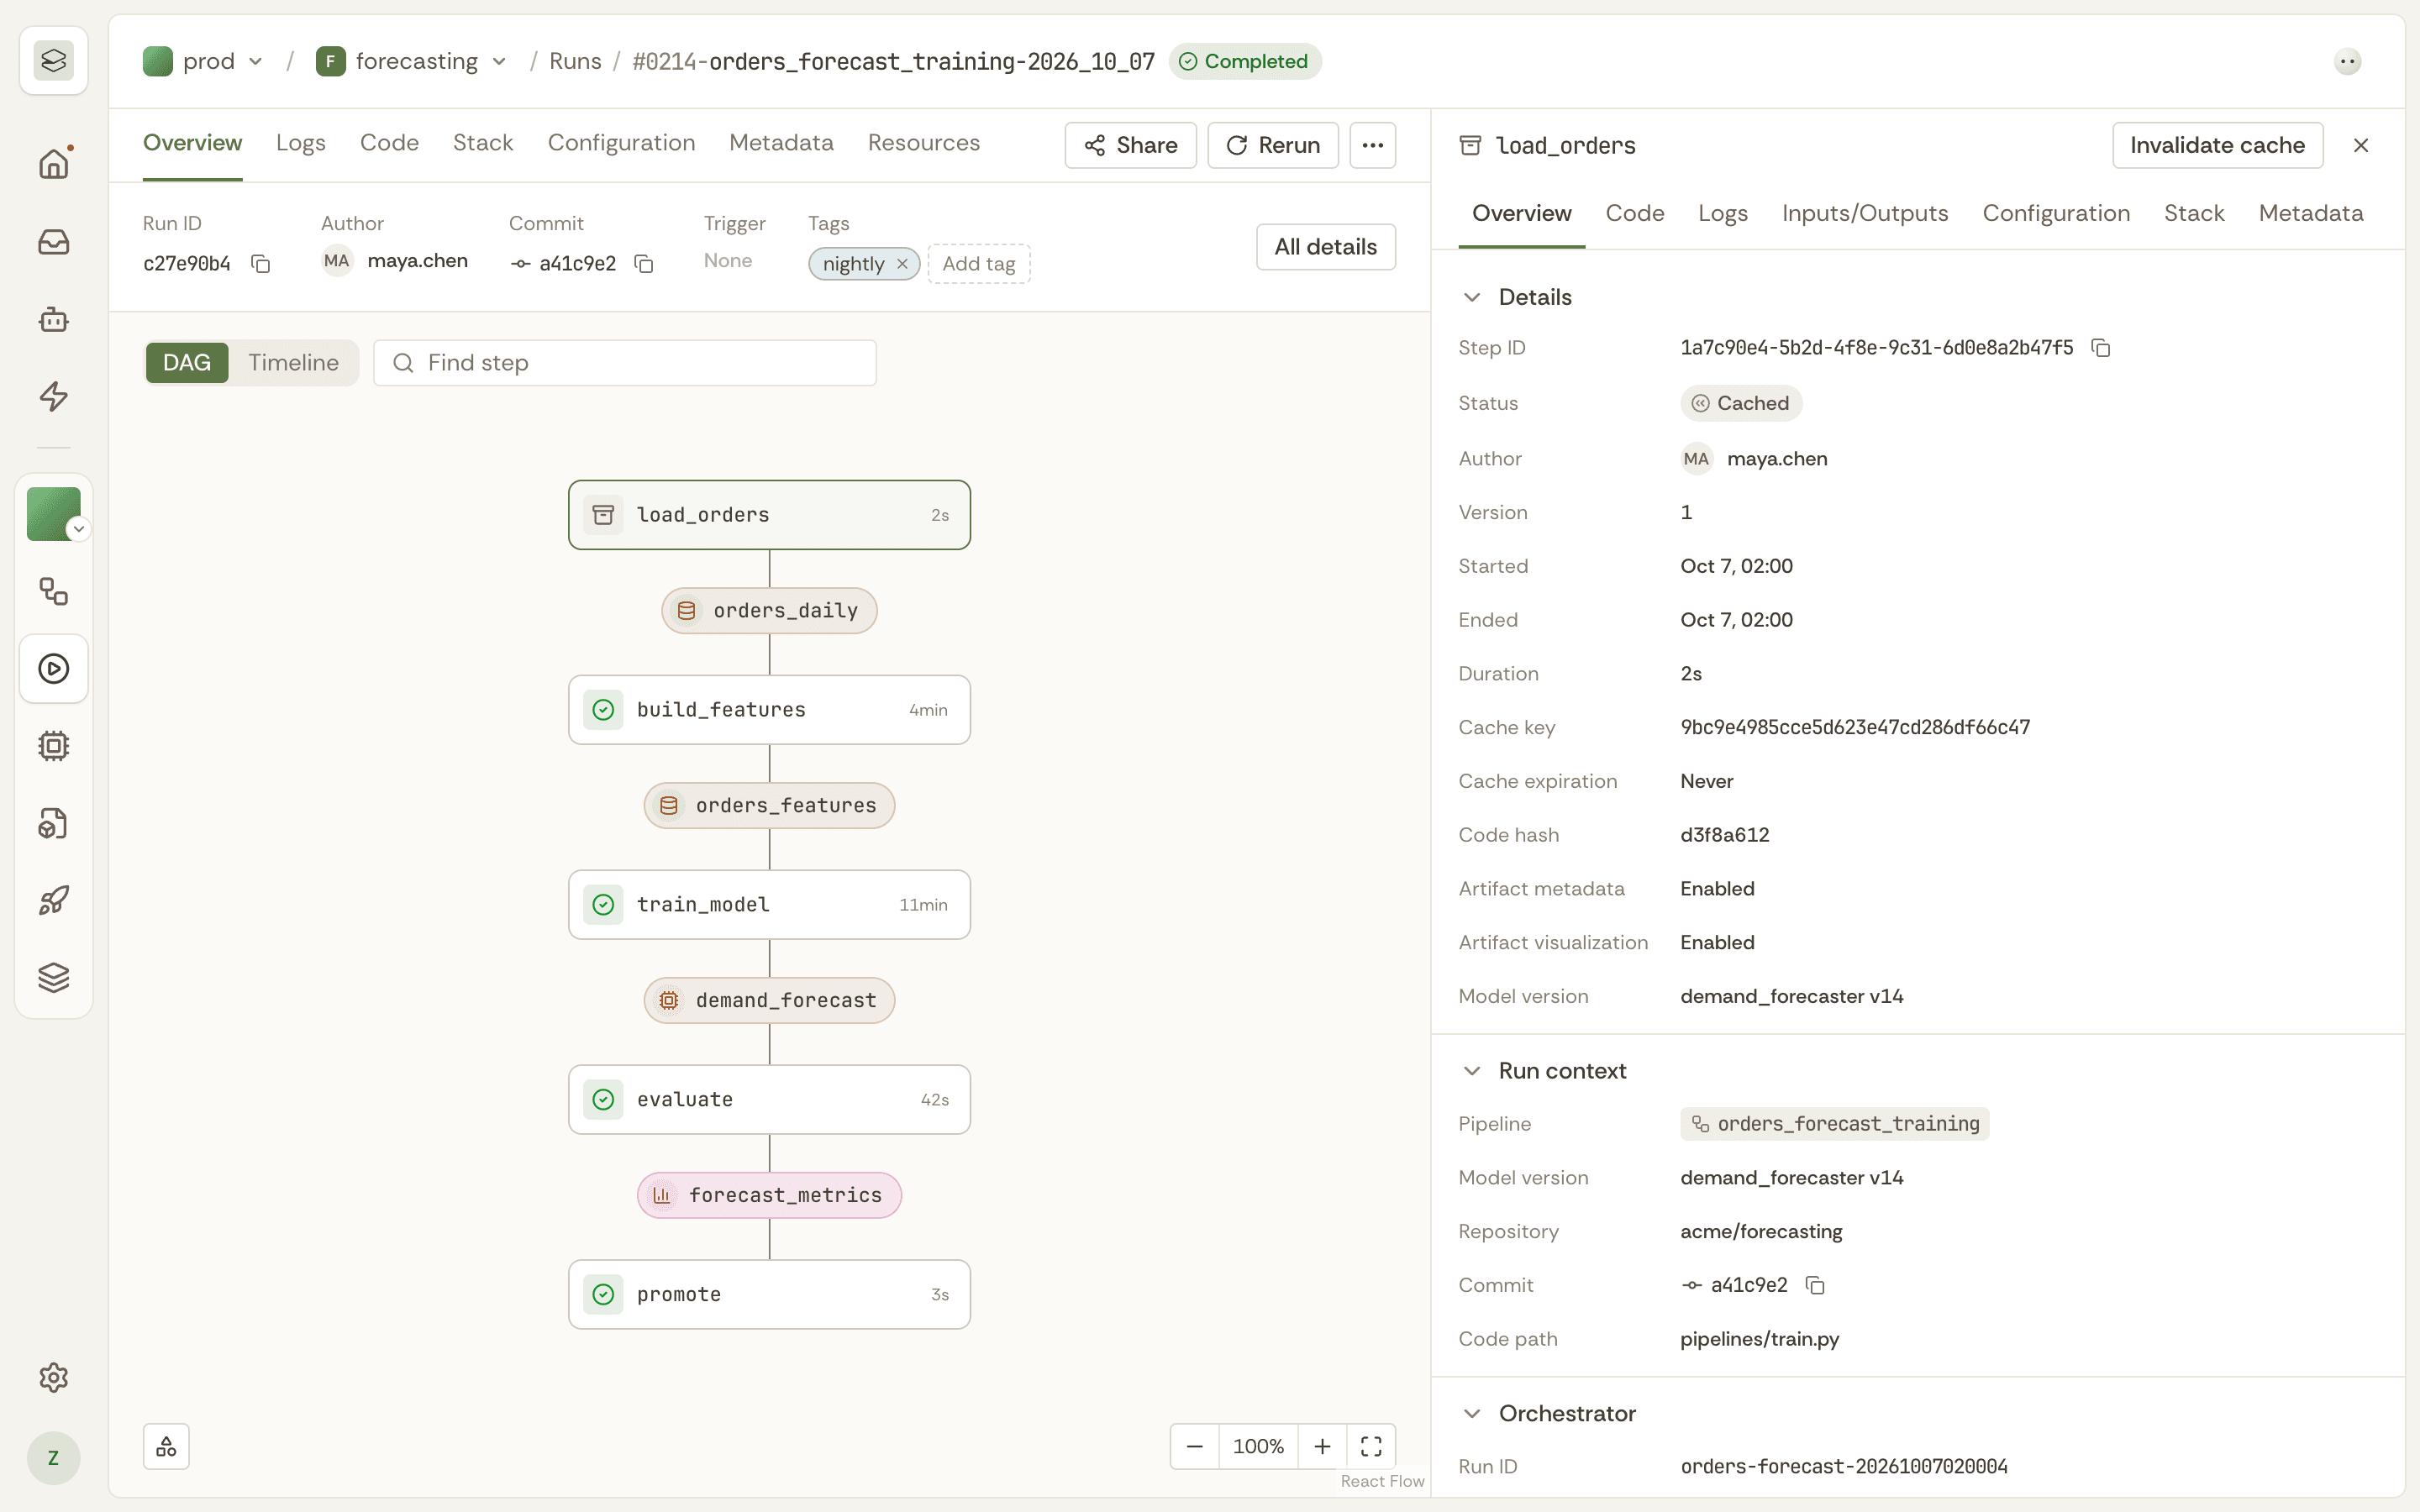 prod / F forecasting / Runs / #0214-orders_forecast_training-2026_10_07 Completed
Overview Logs Code Stack Configuration Metadata Resources Share Rerun
Run ID Author Commit Trigger Tags
c27e90b4 MA maya.chen a41c9e2 None nightly Add tag
All details
DAG Timeline Find step
load_orders 2s
orders_daily
build_features 4min
orders_features
train_model 11min
demand_forecast
evaluate 42s
forecast_metrics
promote 3s
100%
React Flow
Z
load_orders Invalidate cache
Overview Code Logs Inputs/Outputs Configuration Stack Metadata
Details
Step ID 1a7c90e4-5b2d-4f8e-9c31-6d0e8a2b47f5
Status Cached
Author MA maya.chen
Version 1
Started Oct 7, 02:00
Ended Oct 7, 02:00
Duration 2s
Cache key 9bc9e4985cce5d623e47cd286df66c47
Cache expiration Never
Code hash d3f8a612
Artifact metadata Enabled
Artifact visualization Enabled
Model version demand_forecaster v14
Run context
Pipeline orders_forecast_training
Model version demand_forecaster v14
Repository acme/forecasting
Commit a41c9e2
Code path pipelines/train.py
Orchestrator
Run ID orders-forecast-20261007020004